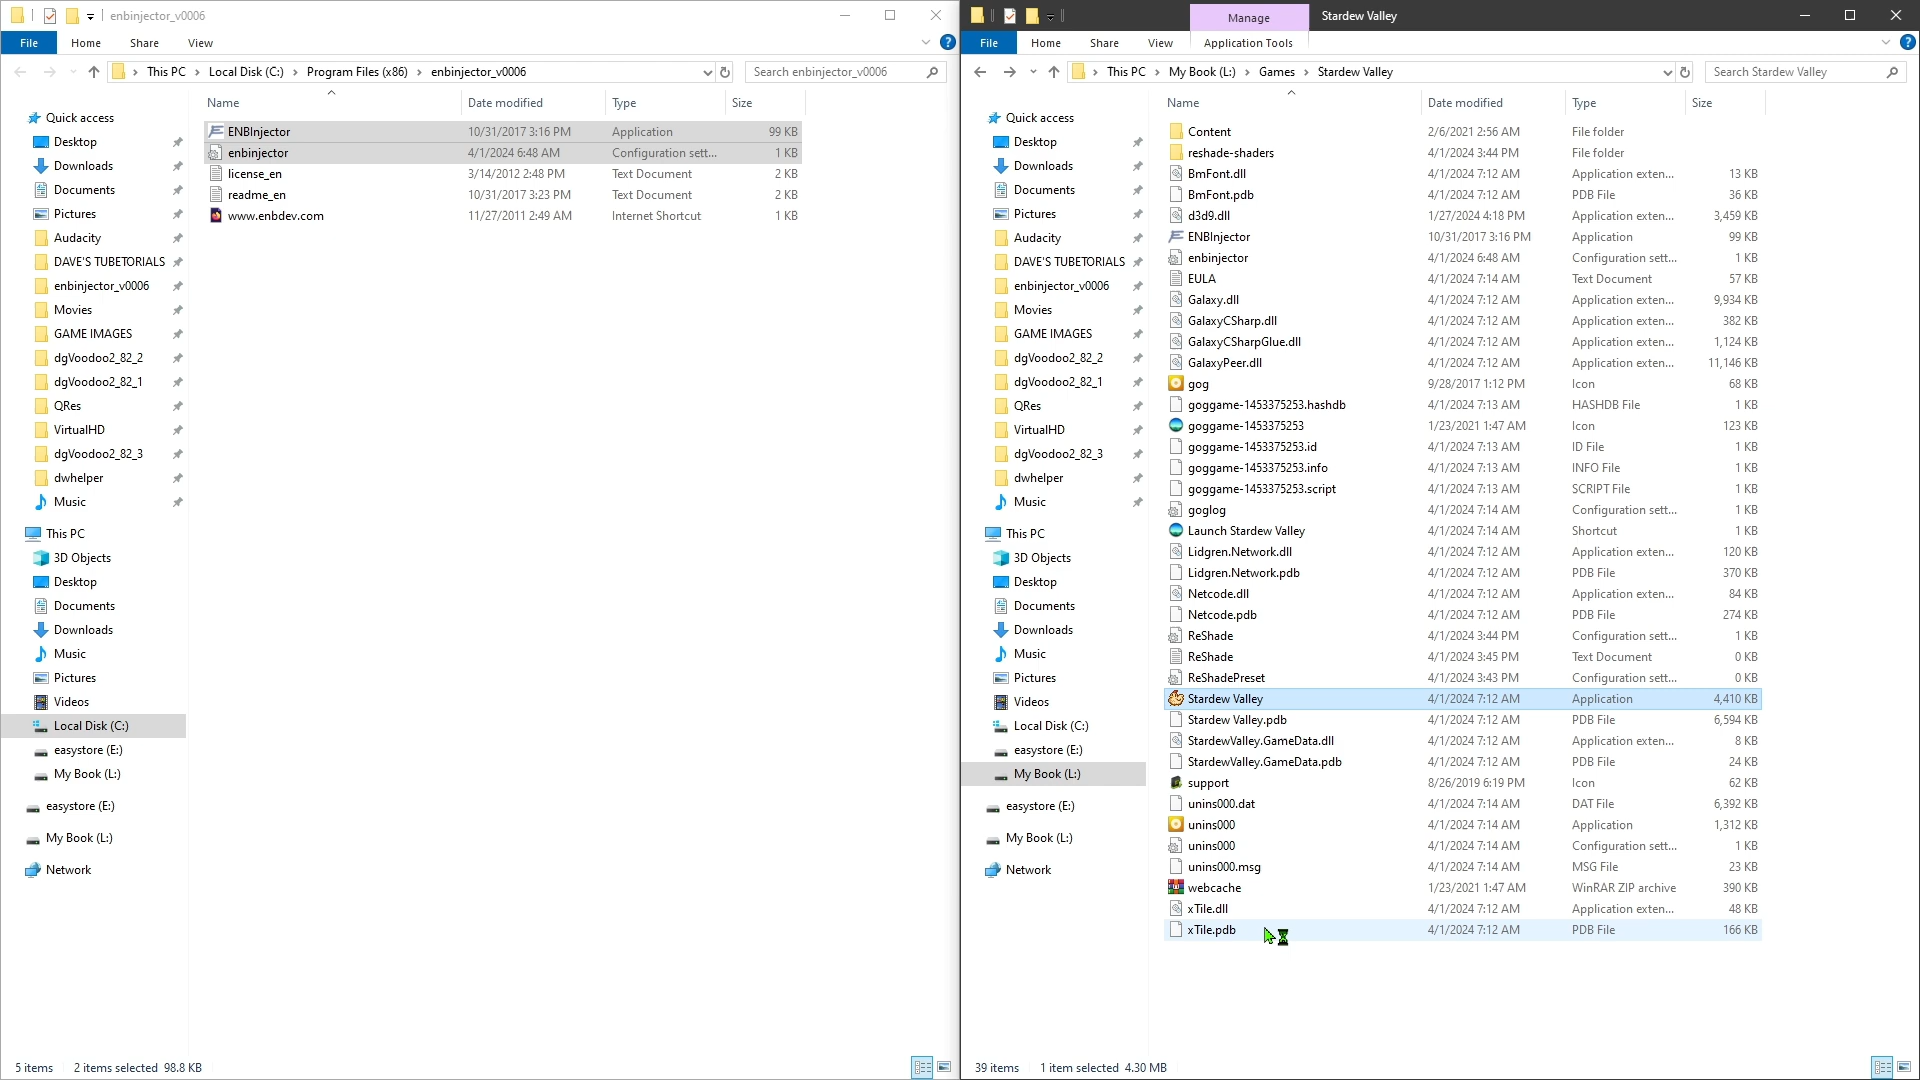 enbinjector_v0006
File
Home
Share
View
This PC
Local Disk (C:)
Program Files (x86)
enbinjector_v0006
Search enbinjector_v0006
Name
Date modified
Type
Size
Quick access
Desktop
Downloads
Documents
Pictures
Audacity
DAVE'S TUBETORIALS
enbinjector_v0006
Movies
GAME IMAGES
dgVoodoo2_82_2
dgVoodoo2_82_1
QRes
VirtualHD
dgVoodoo2_82_3
dwhelper
Music
This PC
3D Objects
Desktop
Documents
Downloads
Music
Pictures
Videos
Local Disk (C:)
easystore (E:)
My Book (L:)
easystore (E:)
My Book (L:)
Network
ENBInjector 10/31/2017 3:16 PM Application 99 KB
enbinjector 4/1/2024 6:48 AM Configuration sett... 1 KB
license_en 3/14/2012 2:48 PM Text Document 2 KB
readme_en 10/31/2017 3:23 PM Text Document 2 KB
www.enbdev.com 11/27/2011 2:49 AM Internet Shortcut 1 KB
5 items 2 items selected 98.8 KB
Manage
Stardew Valley
File
Home
Share
View
Application Tools
This PC
My Book (L:)
Games
Stardew Valley
Search Stardew Valley
Name
Date modified
Type
Size
Quick access
Desktop
Downloads
Documents
Pictures
Audacity
DAVE'S TUBETORIALS
enbinjector_v0006
Movies
GAME IMAGES
dgVoodoo2_82_2
dgVoodoo2_82_1
QRes
VirtualHD
dgVoodoo2_82_3
dwhelper
Music
This PC
3D Objects
Desktop
Documents
Downloads
Music
Pictures
Videos
Local Disk (C:)
easystore (E:)
My Book (L:)
easystore (E:)
My Book (L:)
Network
Content 2/6/2021 2:56 AM File folder
reshade-shaders 4/1/2024 3:44 PM File folder
BmFont.dll 4/1/2024 7:12 AM Application exten... 13 KB
BmFont.pdb 4/1/2024 7:12 AM PDB File 36 KB
d3d9.dll 1/27/2024 4:18 PM Application exten... 3,459 KB
ENBInjector 10/31/2017 3:16 PM Application 99 KB
enbinjector 4/1/2024 6:48 AM Configuration sett... 1 KB
EULA 4/1/2024 7:14 AM Text Document 57 KB
Galaxy.dll 4/1/2024 7:12 AM Application exten... 9,934 KB
GalaxyCSharp.dll 4/1/2024 7:12 AM Application exten... 382 KB
GalaxyCSharpGlue.dll 4/1/2024 7:12 AM Application exten... 1,124 KB
GalaxyPeer.dll 4/1/2024 7:12 AM Application exten... 11,146 KB
gog 9/28/2017 1:12 PM Icon 68 KB
goggame-1453375253.hashdb 4/1/2024 7:13 AM HASHDB File 1 KB
goggame-1453375253 1/23/2021 1:47 AM Icon 123 KB
goggame-1453375253.id 4/1/2024 7:13 AM ID File 1 KB
goggame-1453375253.info 4/1/2024 7:13 AM INFO File 1 KB
goggame-1453375253.script 4/1/2024 7:13 AM SCRIPT File 1 KB
goglog 4/1/2024 7:14 AM Configuration sett... 1 KB
Launch Stardew Valley 4/1/2024 7:14 AM Shortcut 1 KB
Lidgren.Network.dll 4/1/2024 7:12 AM Application exten... 120 KB
Lidgren.Network.pdb 4/1/2024 7:12 AM PDB File 370 KB
Netcode.dll 4/1/2024 7:12 AM Application exten... 84 KB
Netcode.pdb 4/1/2024 7:12 AM PDB File 274 KB
ReShade 4/1/2024 3:44 PM Configuration sett... 1 KB
ReShade 4/1/2024 3:45 PM Text Document 0 KB
ReShadePreset 4/1/2024 3:43 PM Configuration sett... 0 KB
Stardew Valley 4/1/2024 7:12 AM Application 4,410 KB
Stardew Valley.pdb 4/1/2024 7:12 AM PDB File 6,594 KB
StardewValley.GameData.dll 4/1/2024 7:12 AM Application exten... 8 KB
StardewValley.GameData.pdb 4/1/2024 7:12 AM PDB File 24 KB
support 8/26/2019 6:19 PM Icon 62 KB
unins000.dat 4/1/2024 7:14 AM DAT File 6,392 KB
unins000 4/1/2024 7:14 AM Application 1,312 KB
unins000 4/1/2024 7:14 AM Configuration sett... 1 KB
unins000.msg 4/1/2024 7:14 AM MSG File 23 KB
webcache 1/23/2021 1:47 AM WinRAR ZIP archive 390 KB
xTile.dll 4/1/2024 7:12 AM Application exten... 48 KB
xTile.pdb 4/1/2024 7:12 AM PDB File 166 KB
39 items 1 item selected 4.30 MB